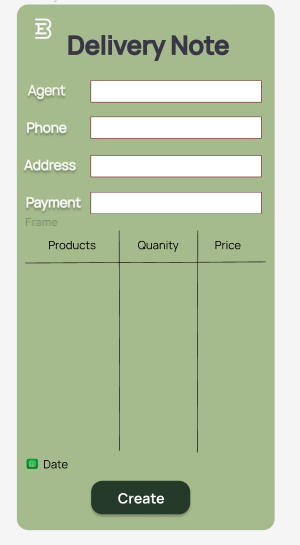 Delivery Note
Agent
Phone
Address
Payment
Frame
Products Quanity Price
Date
Create